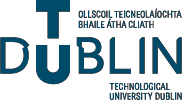 TU
DUBLIN
OLLSCOIL TEICNEOLAÍOCHTA
BHAILE ÁTHA CLIATH
TECHNOLOGICAL
UNIVERSITY DUBLIN